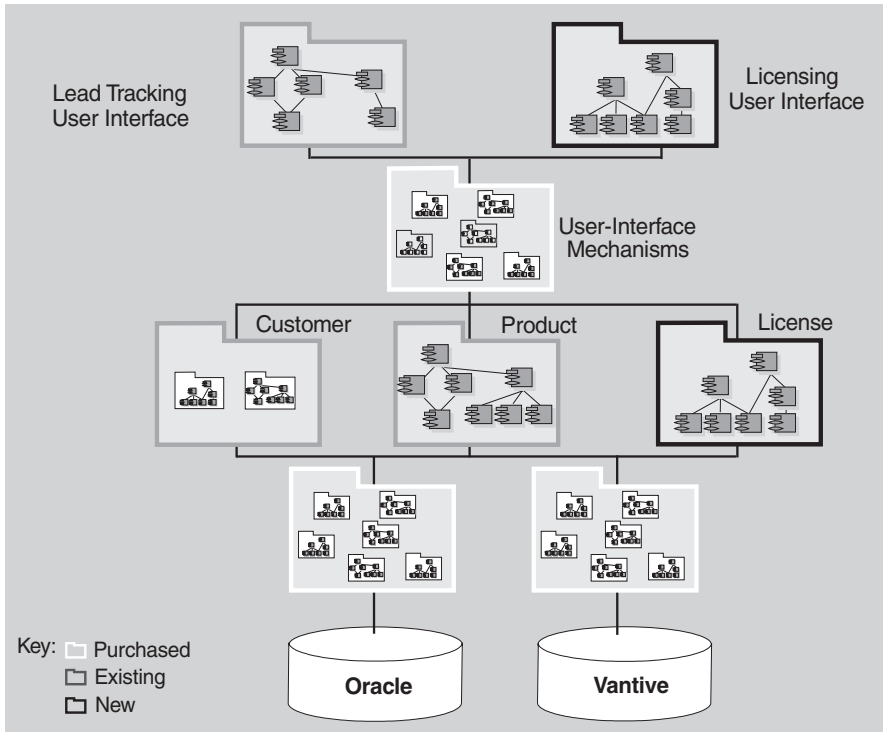 Lead Tracking
User Interface
Licensing
User Interface
User-Interface
Mechanisms
Customer
Product
License
Key:
Purchased
Existing
New
Oracle
Vantive